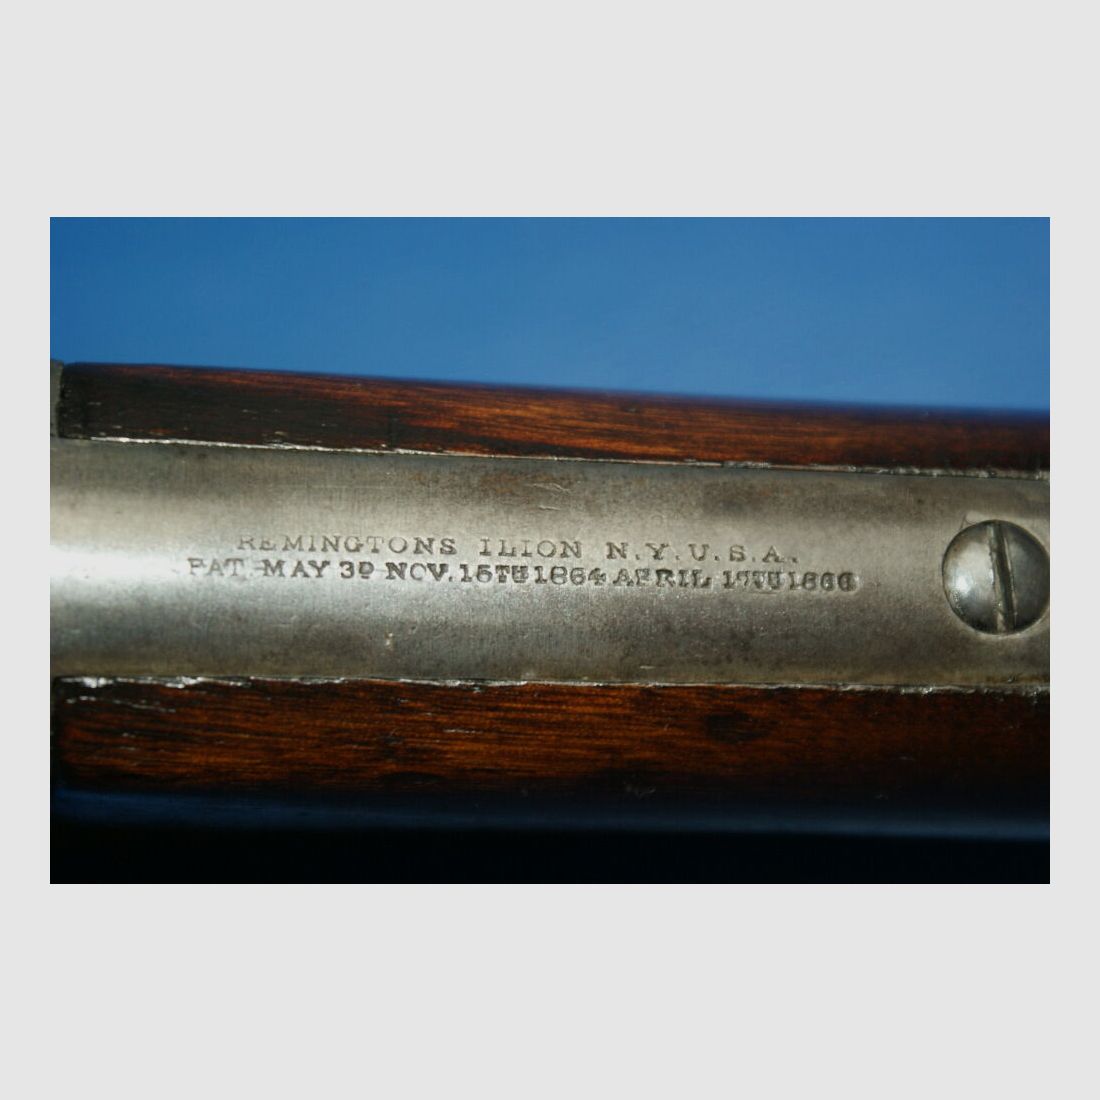 REMINGTONS ILION N.Y.U.S.A.
PAT. MAY 3D NOV. 15TH 1864 APRIL 17TH 1866